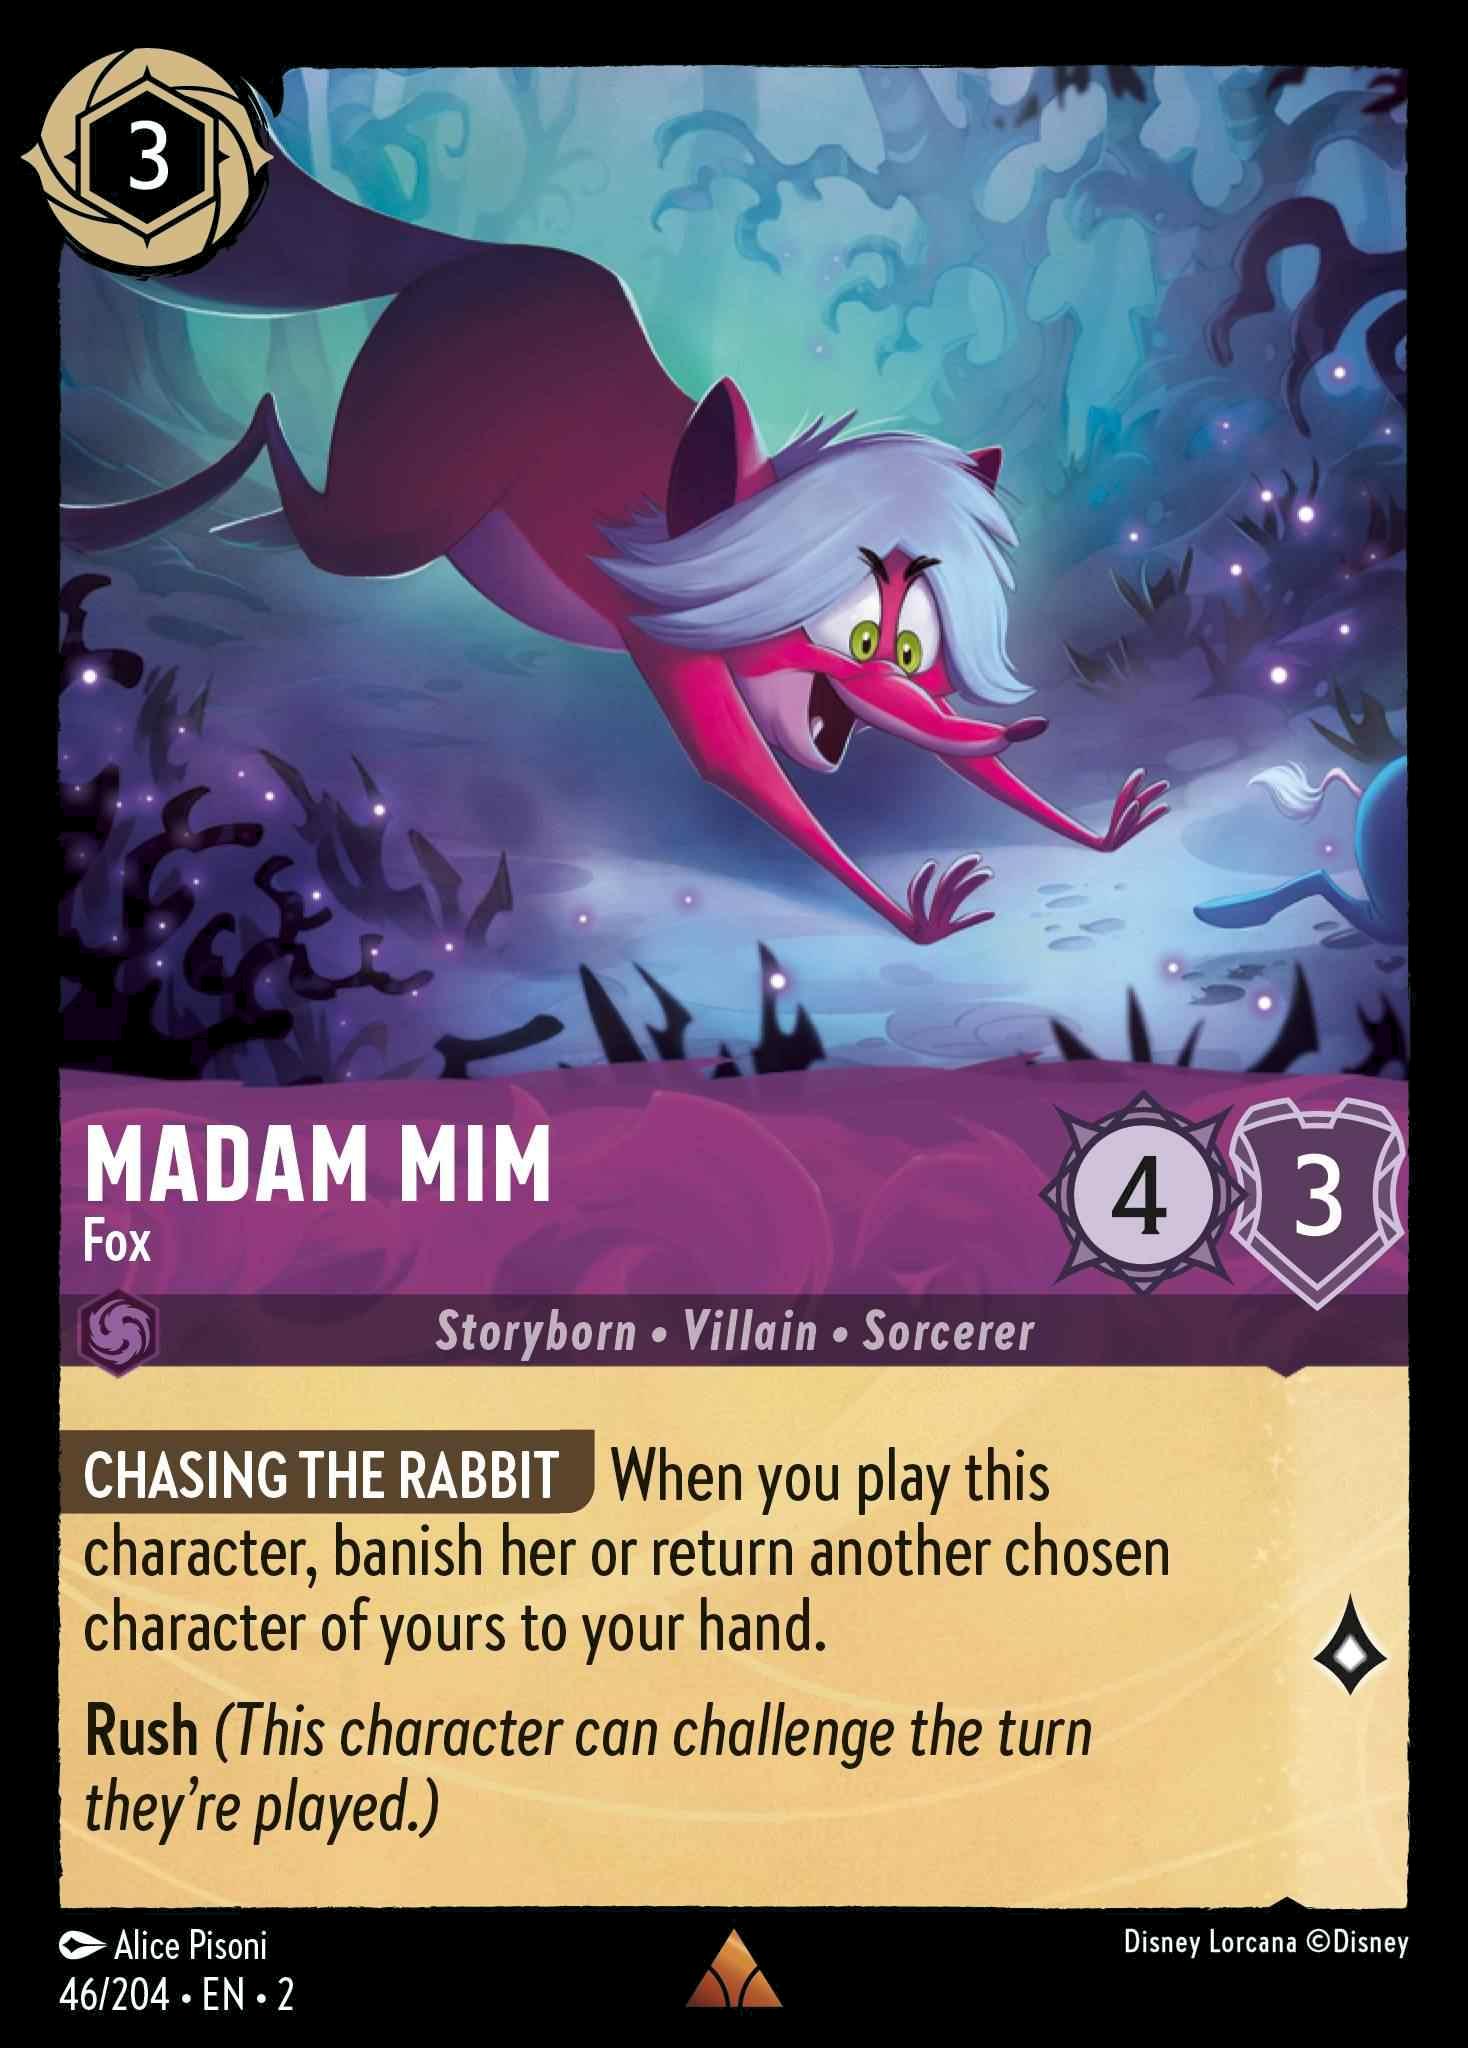 3
MADAM MIM
Fox
4
3
Storyborn • Villain • Sorcerer
CHASING THE RABBIT When you play this
character, banish her or return another chosen
character of yours to your hand.
Rush (This character can challenge the turn
they're played.)
Alice Pisoni
46/204 • EN • 2
Disney Lorcana ©Disney